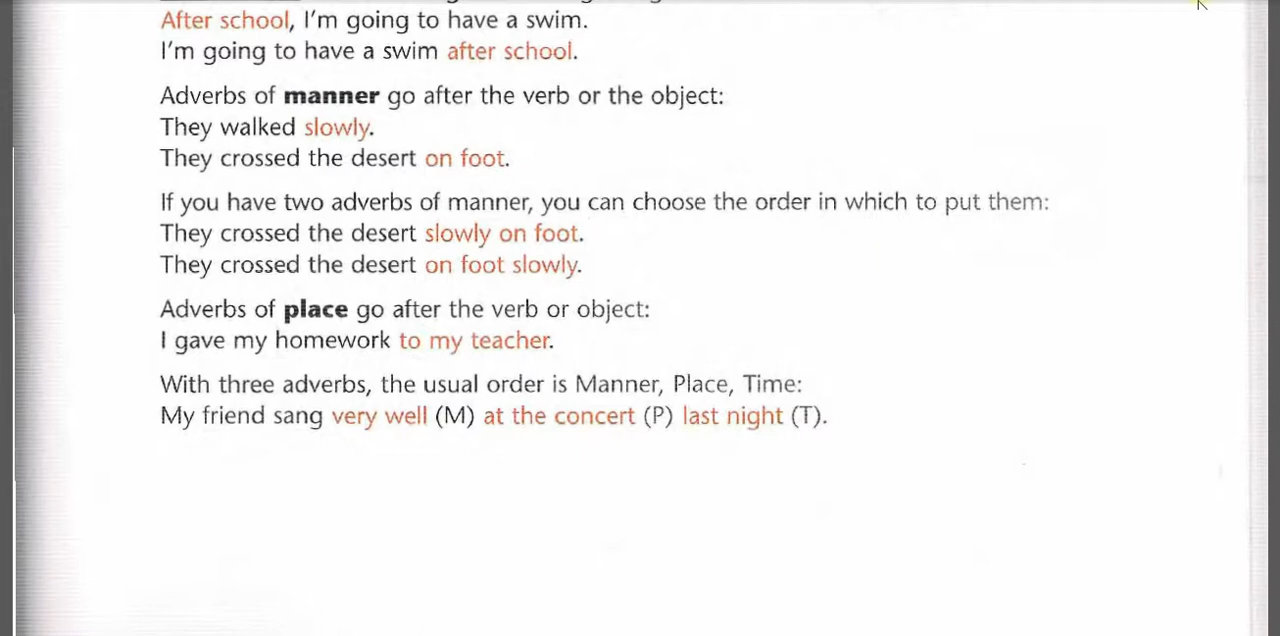 After school, I'm going to have a swim.
I'm going to have a swim after school.
Adverbs of manner go after the verb or the object:
They walked slowly.
They crossed the desert on foot.
If you have two adverbs of manner, you can choose the order in which to put them:
They crossed the desert slowly on foot.
They crossed the desert on foot slowly.
Adverbs of place go after the verb or object:
I gave my homework to my teacher.
With three adverbs, the usual order is Manner, Place, Time:
My friend sang very well (M) at the concert (P) last night (T).